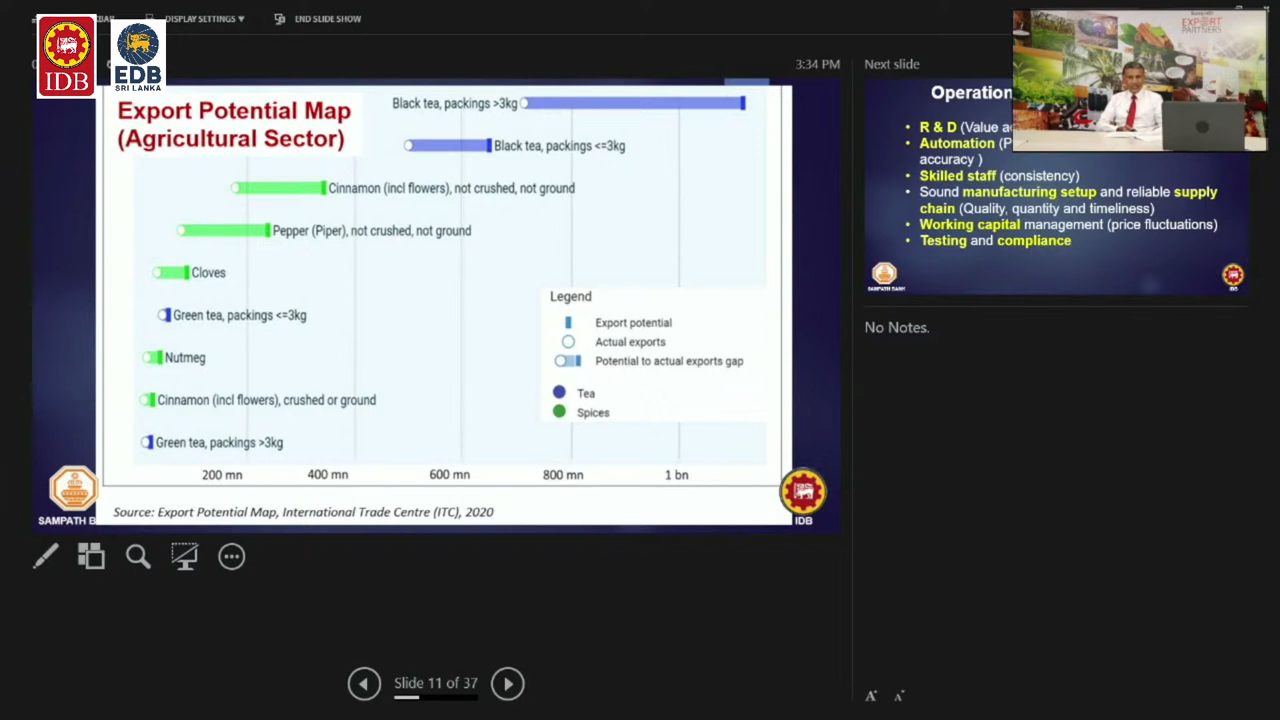 DISPLAY SETTINGS ▼
END SLIDE SHOW
IDB
EDB
SRI LANKA
3:34 PM
Export Potential Map
(Agricultural Sector)
Black tea, packings >3kg
Black tea, packings <=3kg
Cinnamon (incl flowers), not crushed, not ground
Pepper (Piper), not crushed, not ground
Cloves
Green tea, packings <=3kg
Nutmeg
Cinnamon (incl flowers), crushed or ground
Green tea, packings >3kg
Legend
Export potential
Actual exports
Potential to actual exports gap
Tea
Spices
200 mn 400 mn 600 mn 800 mn 1 bn
Source: Export Potential Map, International Trade Centre (ITC), 2020
SAMPATH
IDB
Slide 11 of 37
Next slide
EXPORT
PARTNERS
• R & D (Value
• Automation
accuracy )
• Skilled staff (consistency)
• Sound manufacturing setup and reliable supply
chain (Quality, quantity and timeliness)
• Working capital management (price fluctuations)
• Testing and compliance
SAMPATH BANK
IDB
No Notes.
A A